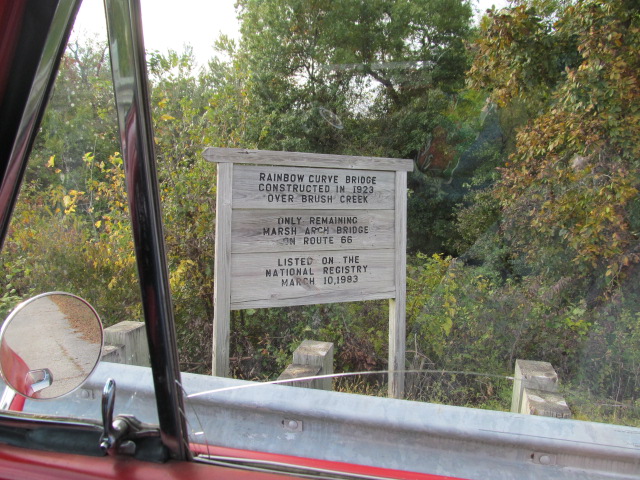 RAINBOW CURVE BRIDGE
CONSTRUCTED IN 1923
OVER BRUSH CREEK
ONLY REMAINING
MARSH ARCH BRIDGE
ON ROUTE 66
LISTED ON THE
NATIONAL REGISTRY
MARCH 10,1983